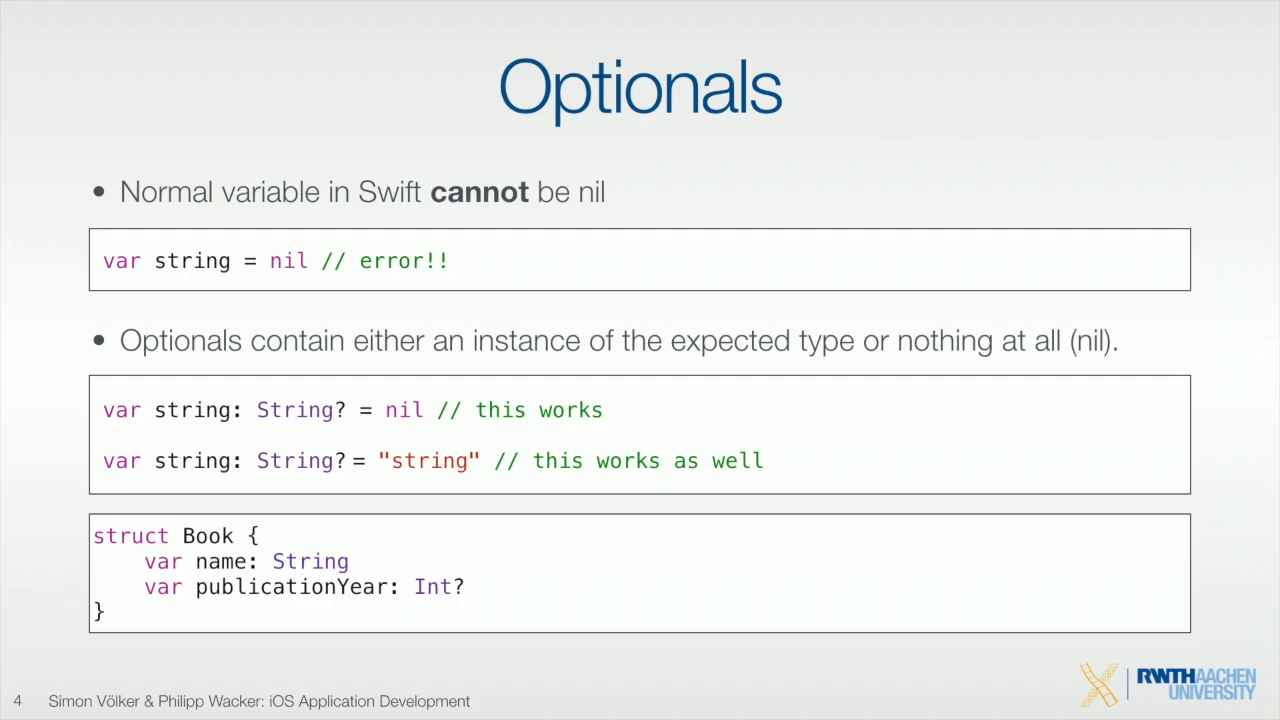 Optionals
• Normal variable in Swift cannot be nil
var string = nil // error!!
• Optionals contain either an instance of the expected type or nothing at all (nil).
var string: String? = nil // this works
var string: String? = "string" // this works as well
struct Book {
    var name: String
    var publicationYear: Int?
}
4 Simon Völker & Philipp Wacker: iOS Application Development
RWTHAACHEN
UNIVERSITY